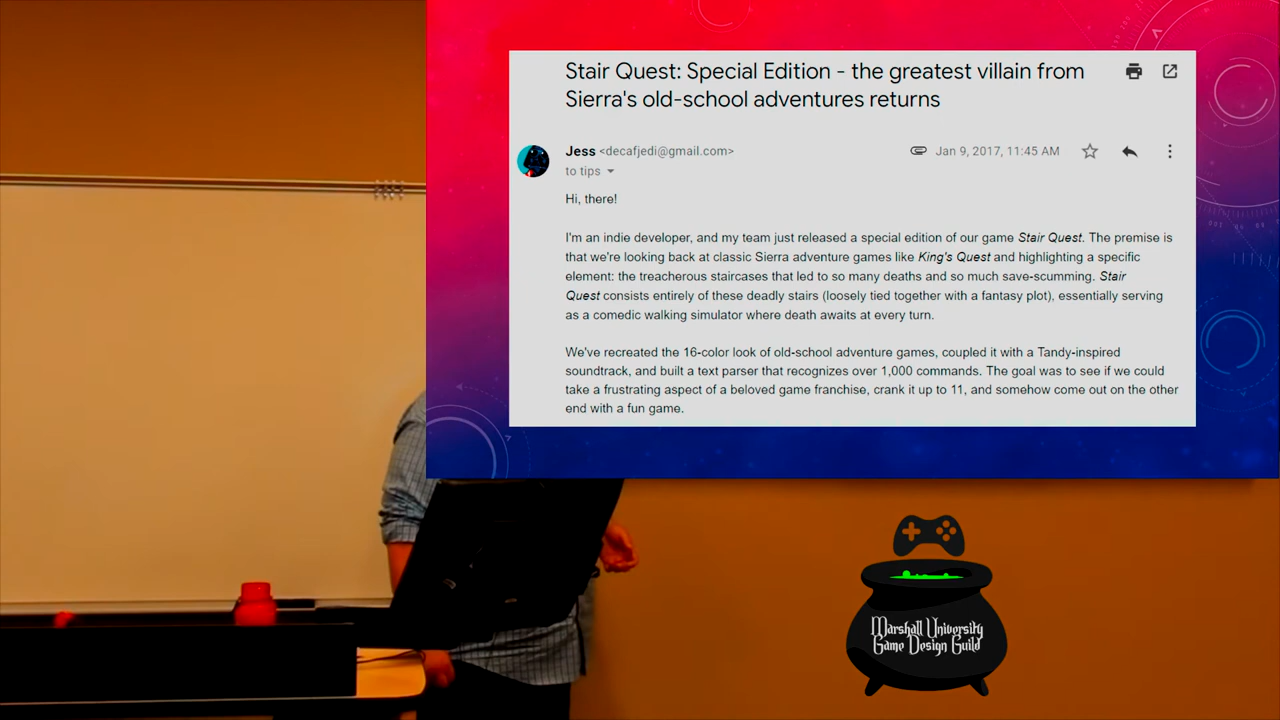 Stair Quest: Special Edition - the greatest villain from
Sierra's old-school adventures returns
Jess <decafjedi@gmail.com>
Jan 9, 2017, 11:45 AM
to tips
Hi, there!
I'm an indie developer, and my team just released a special edition of our game Stair Quest. The premise is
that we're looking back at classic Sierra adventure games like King's Quest and highlighting a specific
element: the treacherous staircases that led to so many deaths and so much save-scumming. Stair
Quest consists entirely of these deadly stairs (loosely tied together with a fantasy plot), essentially serving
as a comedic walking simulator where death awaits at every turn.
We've recreated the 16-color look of old-school adventure games, coupled it with a Tandy-inspired
soundtrack, and built a text parser that recognizes over 1,000 commands. The goal was to see if we could
take a frustrating aspect of a beloved game franchise, crank it up to 11, and somehow come out on the other
end with a fun game.
Marshall University
Game Design Guild